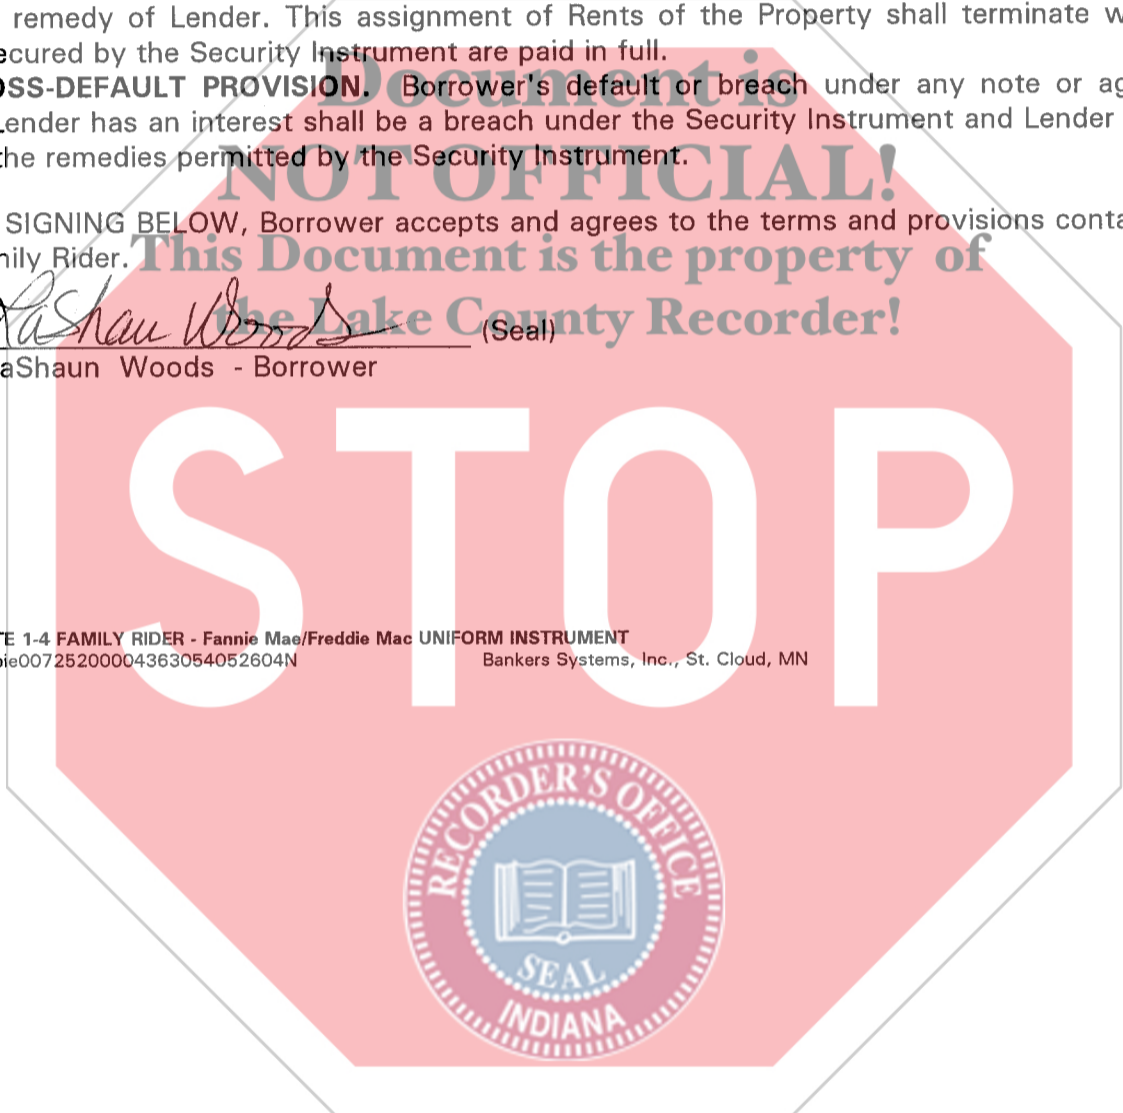 remedy of Lender. This assignment of Rents of the Property shall terminate w
ecured by the Security Instrument are paid in full.
Document is
OSS-DEFAULT PROVISION. Borrower's default or breach under any note or ag
Lender has an interest shall be a breach under the Security Instrument and Lender
the remedies permitted by the Security Instrument.
NOT OFFICIAL!
SIGNING BELOW, Borrower accepts and agrees to the terms and provisions conta
nily Rider.
This Document is the property of
the Lake County Recorder!
LaShaun Woods
(Seal)
aShaun Woods - Borrower
STOP
TE 1-4 FAMILY RIDER - Fannie Mae/Freddie Mac UNIFORM INSTRUMENT
ie00725200004363054052604N Bankers Systems, Inc., St. Cloud, MN
RECORDER'S OFFICE
SEAL
INDIANA